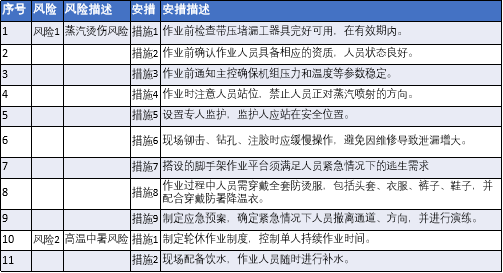 序号 风险 风险描述 安措 安措描述
1 风险1 蒸汽烫伤风险 措施1 作业前检查带压堵漏工器具完好可用，在有效期内。
2 措施2 作业前确认作业人员具备相应的资质，人员状态良好。
3 措施3 作业前通知主控确保机组压力和温度等参数稳定。
4 措施4 作业时注意人员站位，禁止人员正对蒸汽喷射的方向。
5 措施5 设置专人监护，监护人应站在安全位置。
6 措施6 现场铆击、钻孔、注胶时应缓慢操作，避免因维修导致泄漏增大。
7 措施7 搭设的脚手架作业平台须满足人员紧急情况下的逃生需求
8 措施8 作业过程中人员需穿戴全套防烫服，包括头套、衣服、裤子、鞋子，并
配合穿戴防暑降温衣。
9 措施9 制定应急预案，确定紧急情况下人员撤离通道、方向，并进行演练。
10 风险2 高温中暑风险 措施1 制定轮休作业制度，控制单人持续作业时间。
11 措施2 现场配备饮水，作业人员随时进行补水。